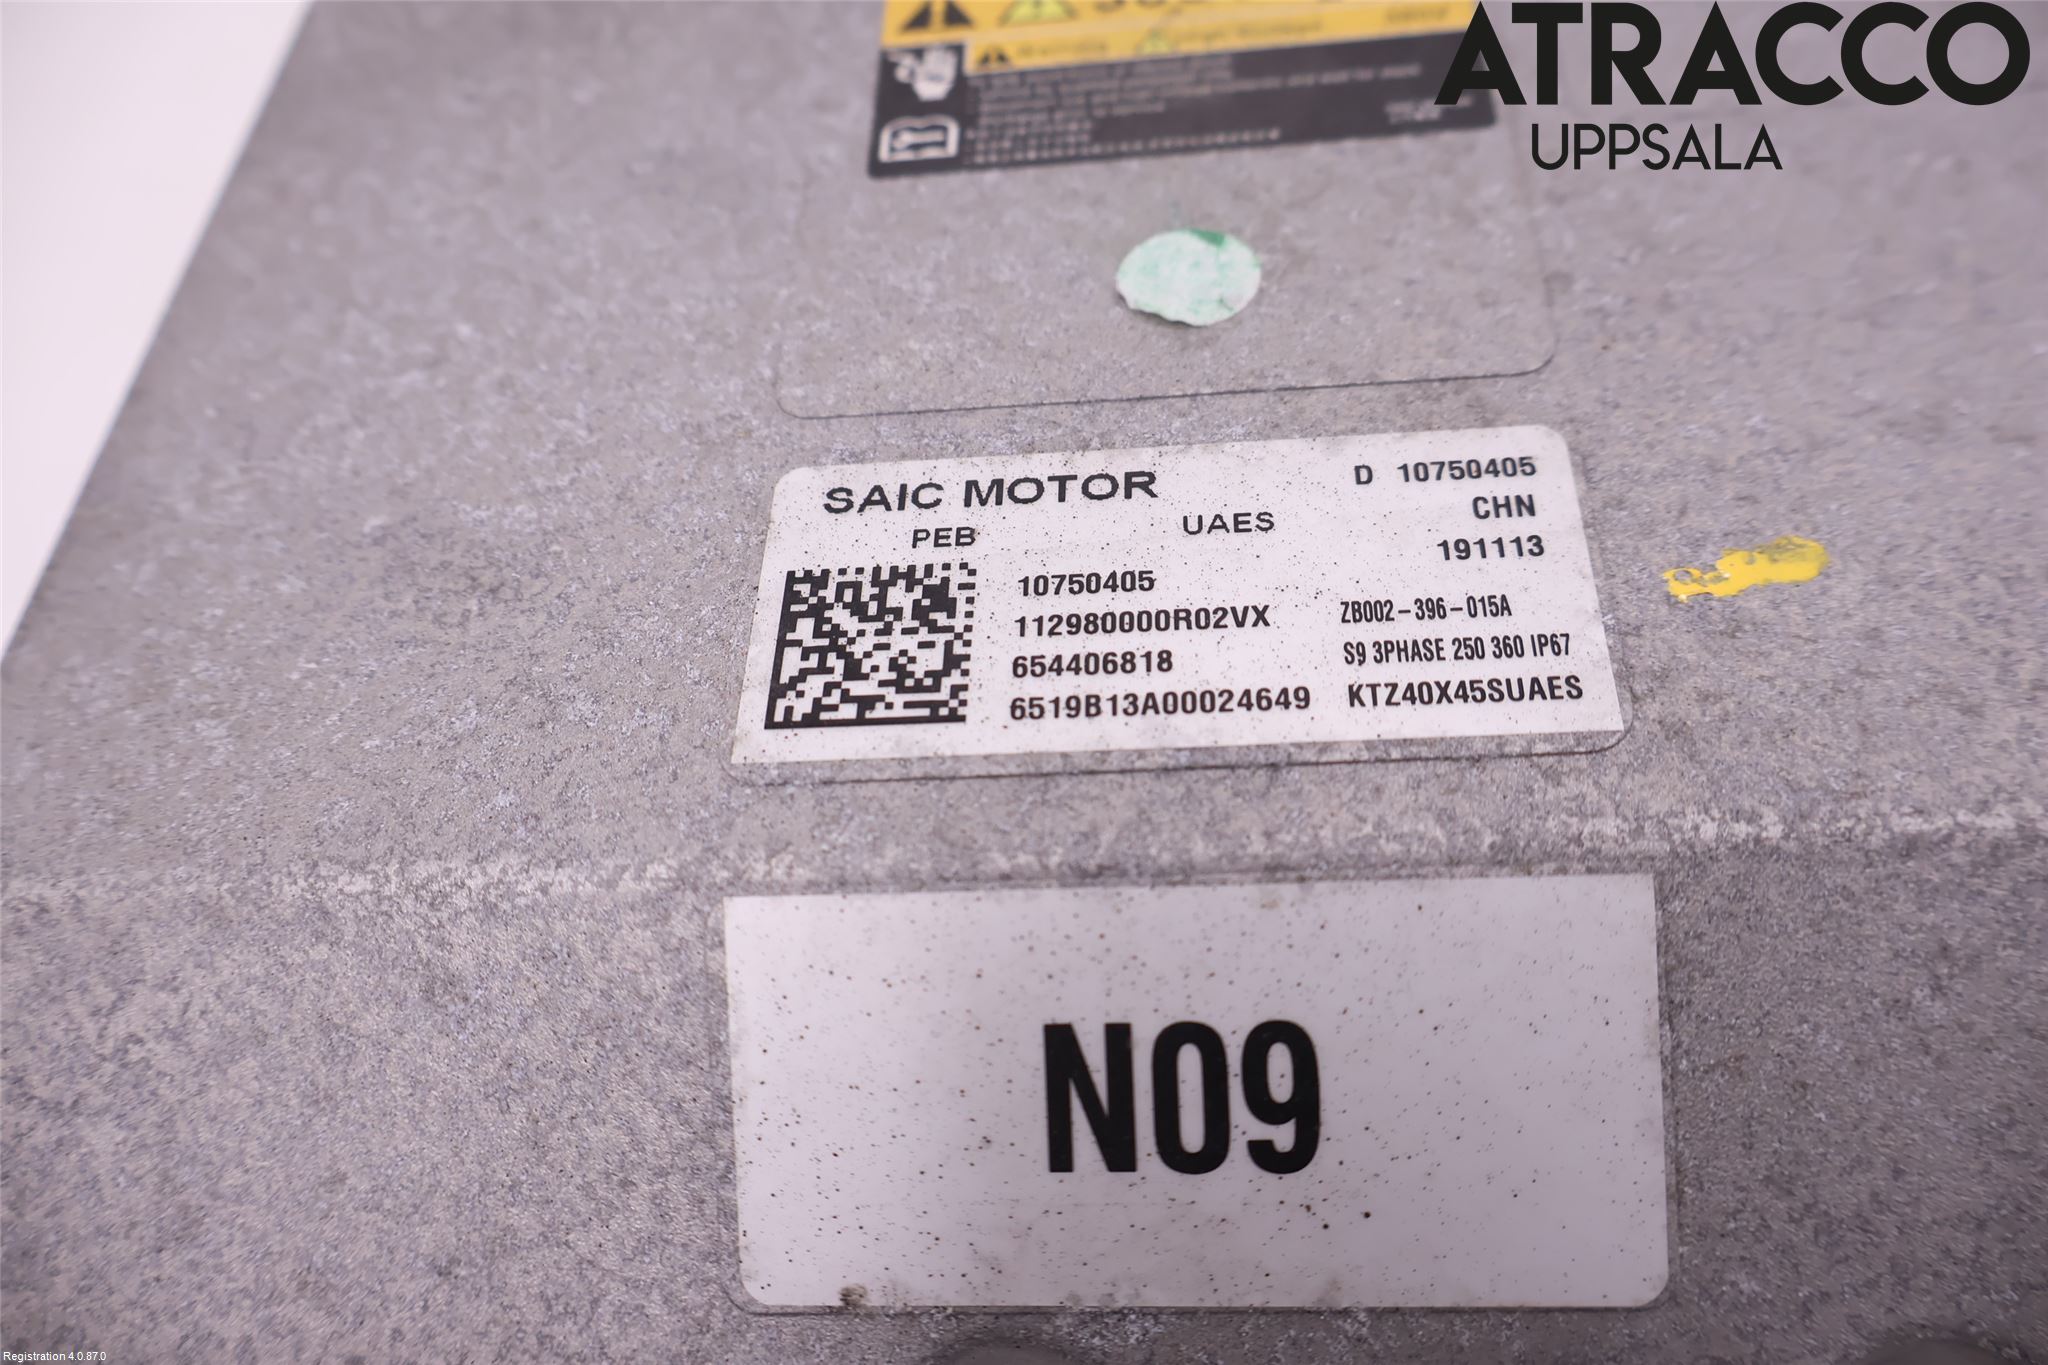 ATRACCO
UPPSALA
SAIC MOTOR
D 10750405
PEB
UAES
CHN
191113
10750405
112980000R02VX
ZB002-396-015A
654406818
S9 3PHASE 250 360 IP67
6519B13A00024649
KTZ40X45SUAES
N09
Registration 4.0.87.0